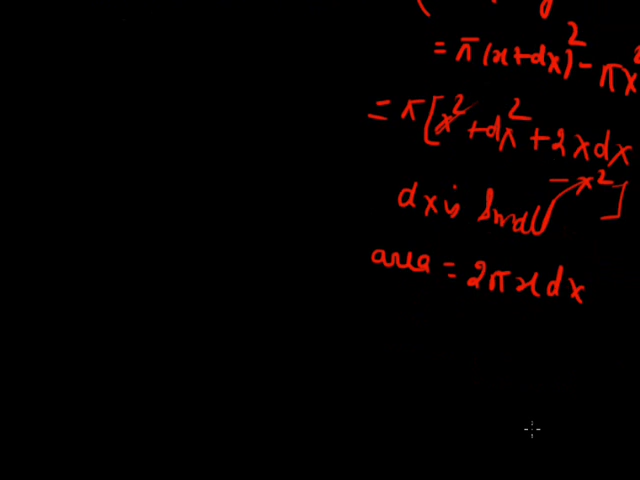 = π(x+dx)² - πx²
= π[x² + dx² + 2xdx
- x²]
dx is small
area = 2πxdx